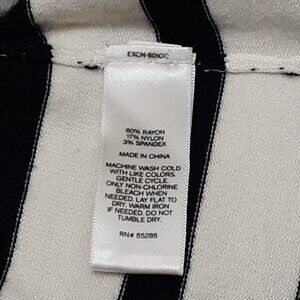 EXCN-601CC
80% RAYON
17% NYLON
3% SPANDEX
MADE IN CHINA
MACHINE WASH COLD
WITH LIKE COLORS.
GENTLE CYCLE.
ONLY NON-CHLORINE
BLEACH WHEN
NEEDED. LAY FLAT TO
DRY. WARM IRON
IF NEEDED. DO NOT
TUMBLE DRY.
RN# 55285